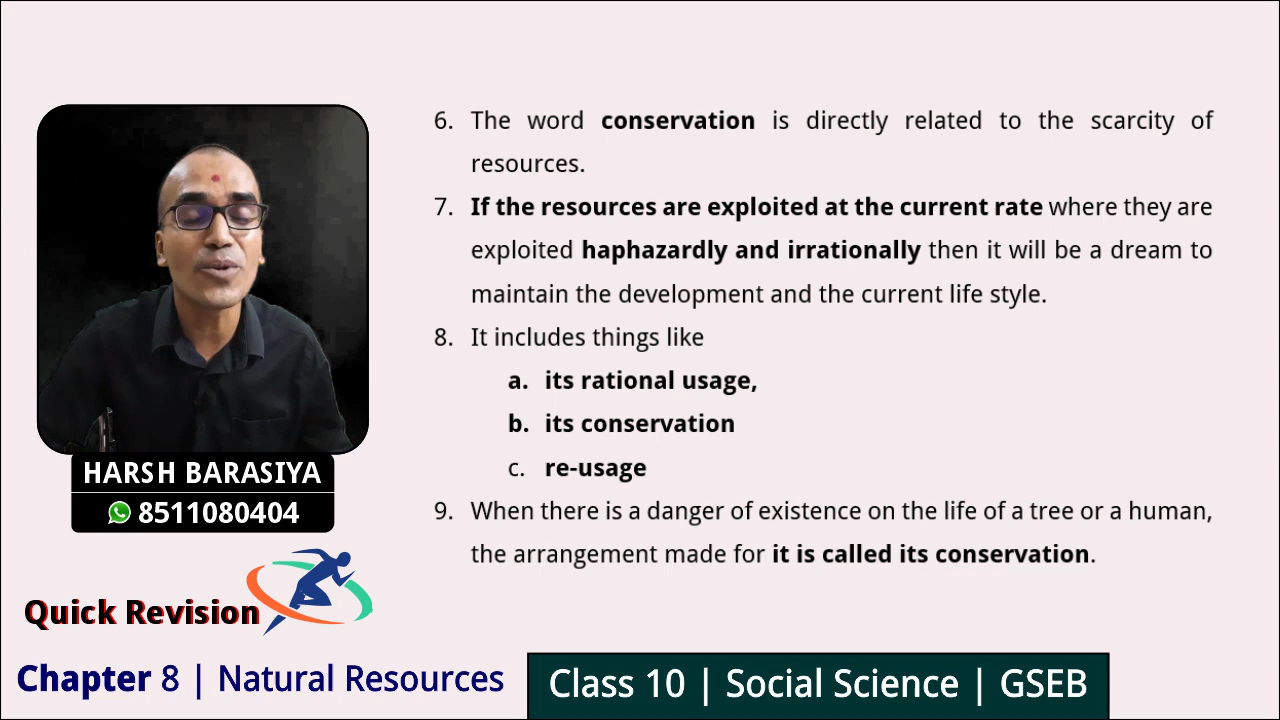 6. The word conservation is directly related to the scarcity of
resources.
7. If the resources are exploited at the current rate where they are
exploited haphazardly and irrationally then it will be a dream to
maintain the development and the current life style.
8. It includes things like
a. its rational usage,
b. its conservation
c. re-usage
9. When there is a danger of existence on the life of a tree or a human,
the arrangement made for it is called its conservation.
HARSH BARASIYA
8511080404
Quick Revision
Chapter 8 | Natural Resources
Class 10 | Social Science | GSEB